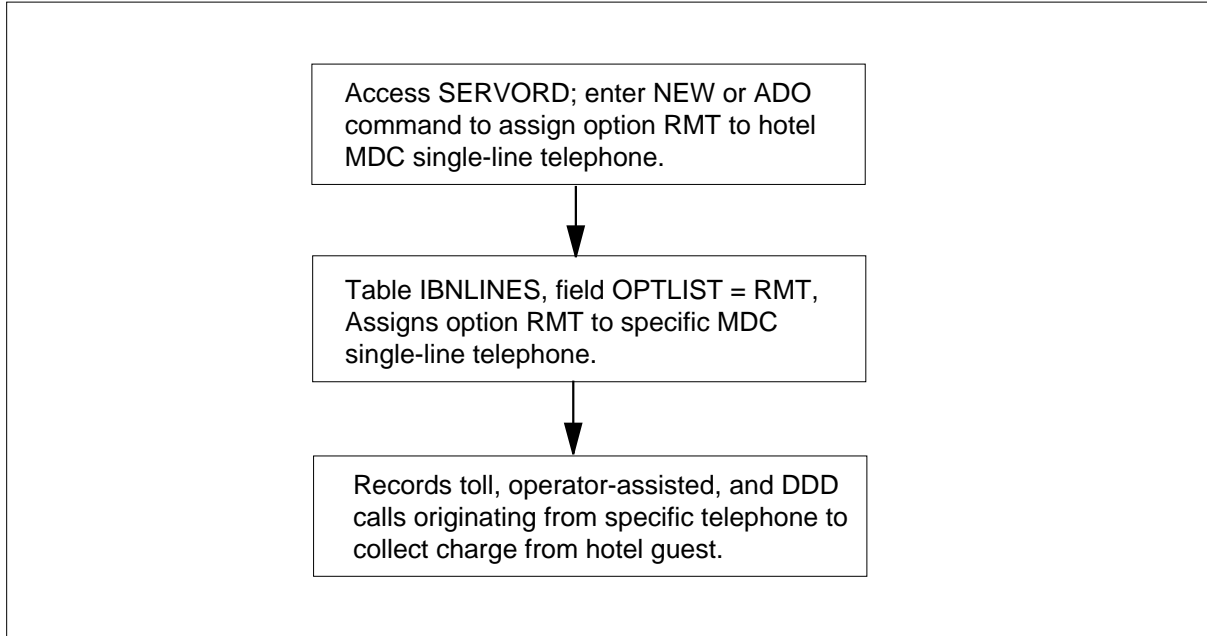 Access SERVORD; enter NEW or ADO
command to assign option RMT to hotel
MDC single-line telephone.
Table IBNLINES, field OPTLIST = RMT,
Assigns option RMT to specific MDC
single-line telephone.
Records toll, operator-assisted, and DDD
calls originating from specific telephone to
collect charge from hotel guest.